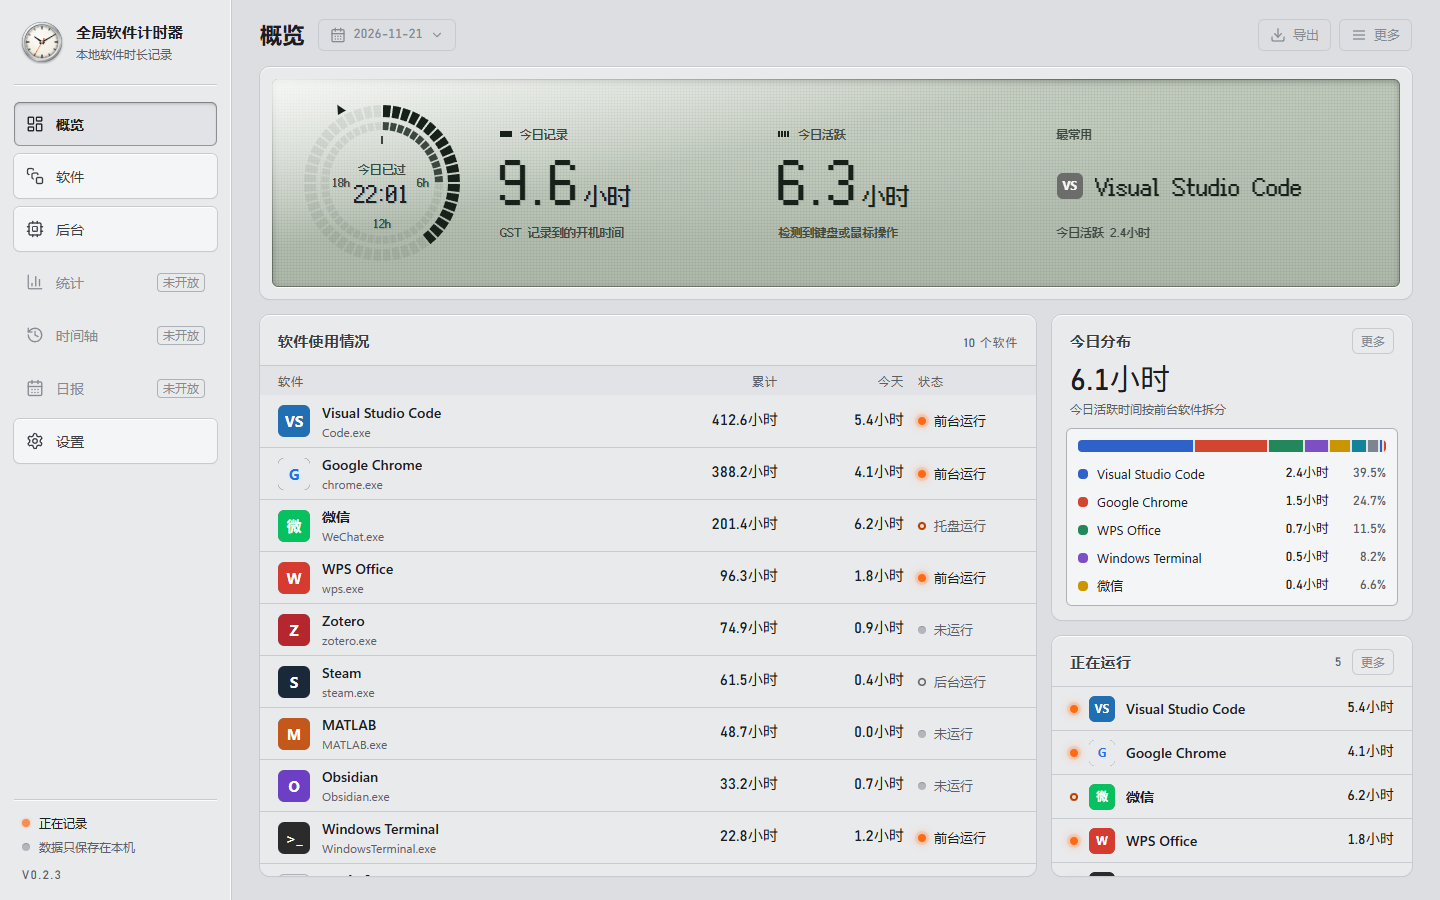 全局软件计时器
本地软件时长记录
概览
软件
后台
统计 未开放
时间轴 未开放
日报 未开放
设置
正在记录
数据只保存在本机
V0.2.3
概览 2026-11-21 导出 更多
今日已过
18h 22:01 6h
12h
今日记录
9.6小时
GST 记录到的开机时间
今日活跃
6.3小时
检测到键盘或鼠标操作
最常用
VS Visual Studio Code
今日活跃 2.4小时
软件使用情况 10 个软件
软件 累计 今天 状态
VS Visual Studio Code 412.6小时 5.4小时 前台运行
Code.exe
G Google Chrome 388.2小时 4.1小时 前台运行
chrome.exe
微 微信 201.4小时 6.2小时 托盘运行
WeChat.exe
W WPS Office 96.3小时 1.8小时 前台运行
wps.exe
Z Zotero 74.9小时 0.9小时 未运行
zotero.exe
S Steam 61.5小时 0.4小时 后台运行
steam.exe
M MATLAB 48.7小时 0.0小时 未运行
MATLAB.exe
O Obsidian 33.2小时 0.7小时 未运行
Obsidian.exe
>_ Windows Terminal 22.8小时 1.2小时 前台运行
WindowsTerminal.exe
今日分布 更多
6.1小时
今日活跃时间按前台软件拆分
Visual Studio Code 2.4小时 39.5%
Google Chrome 1.5小时 24.7%
WPS Office 0.7小时 11.5%
Windows Terminal 0.5小时 8.2%
微信 0.4小时 6.6%
正在运行 5 更多
VS Visual Studio Code 5.4小时
G Google Chrome 4.1小时
微 微信 6.2小时
W WPS Office 1.8小时